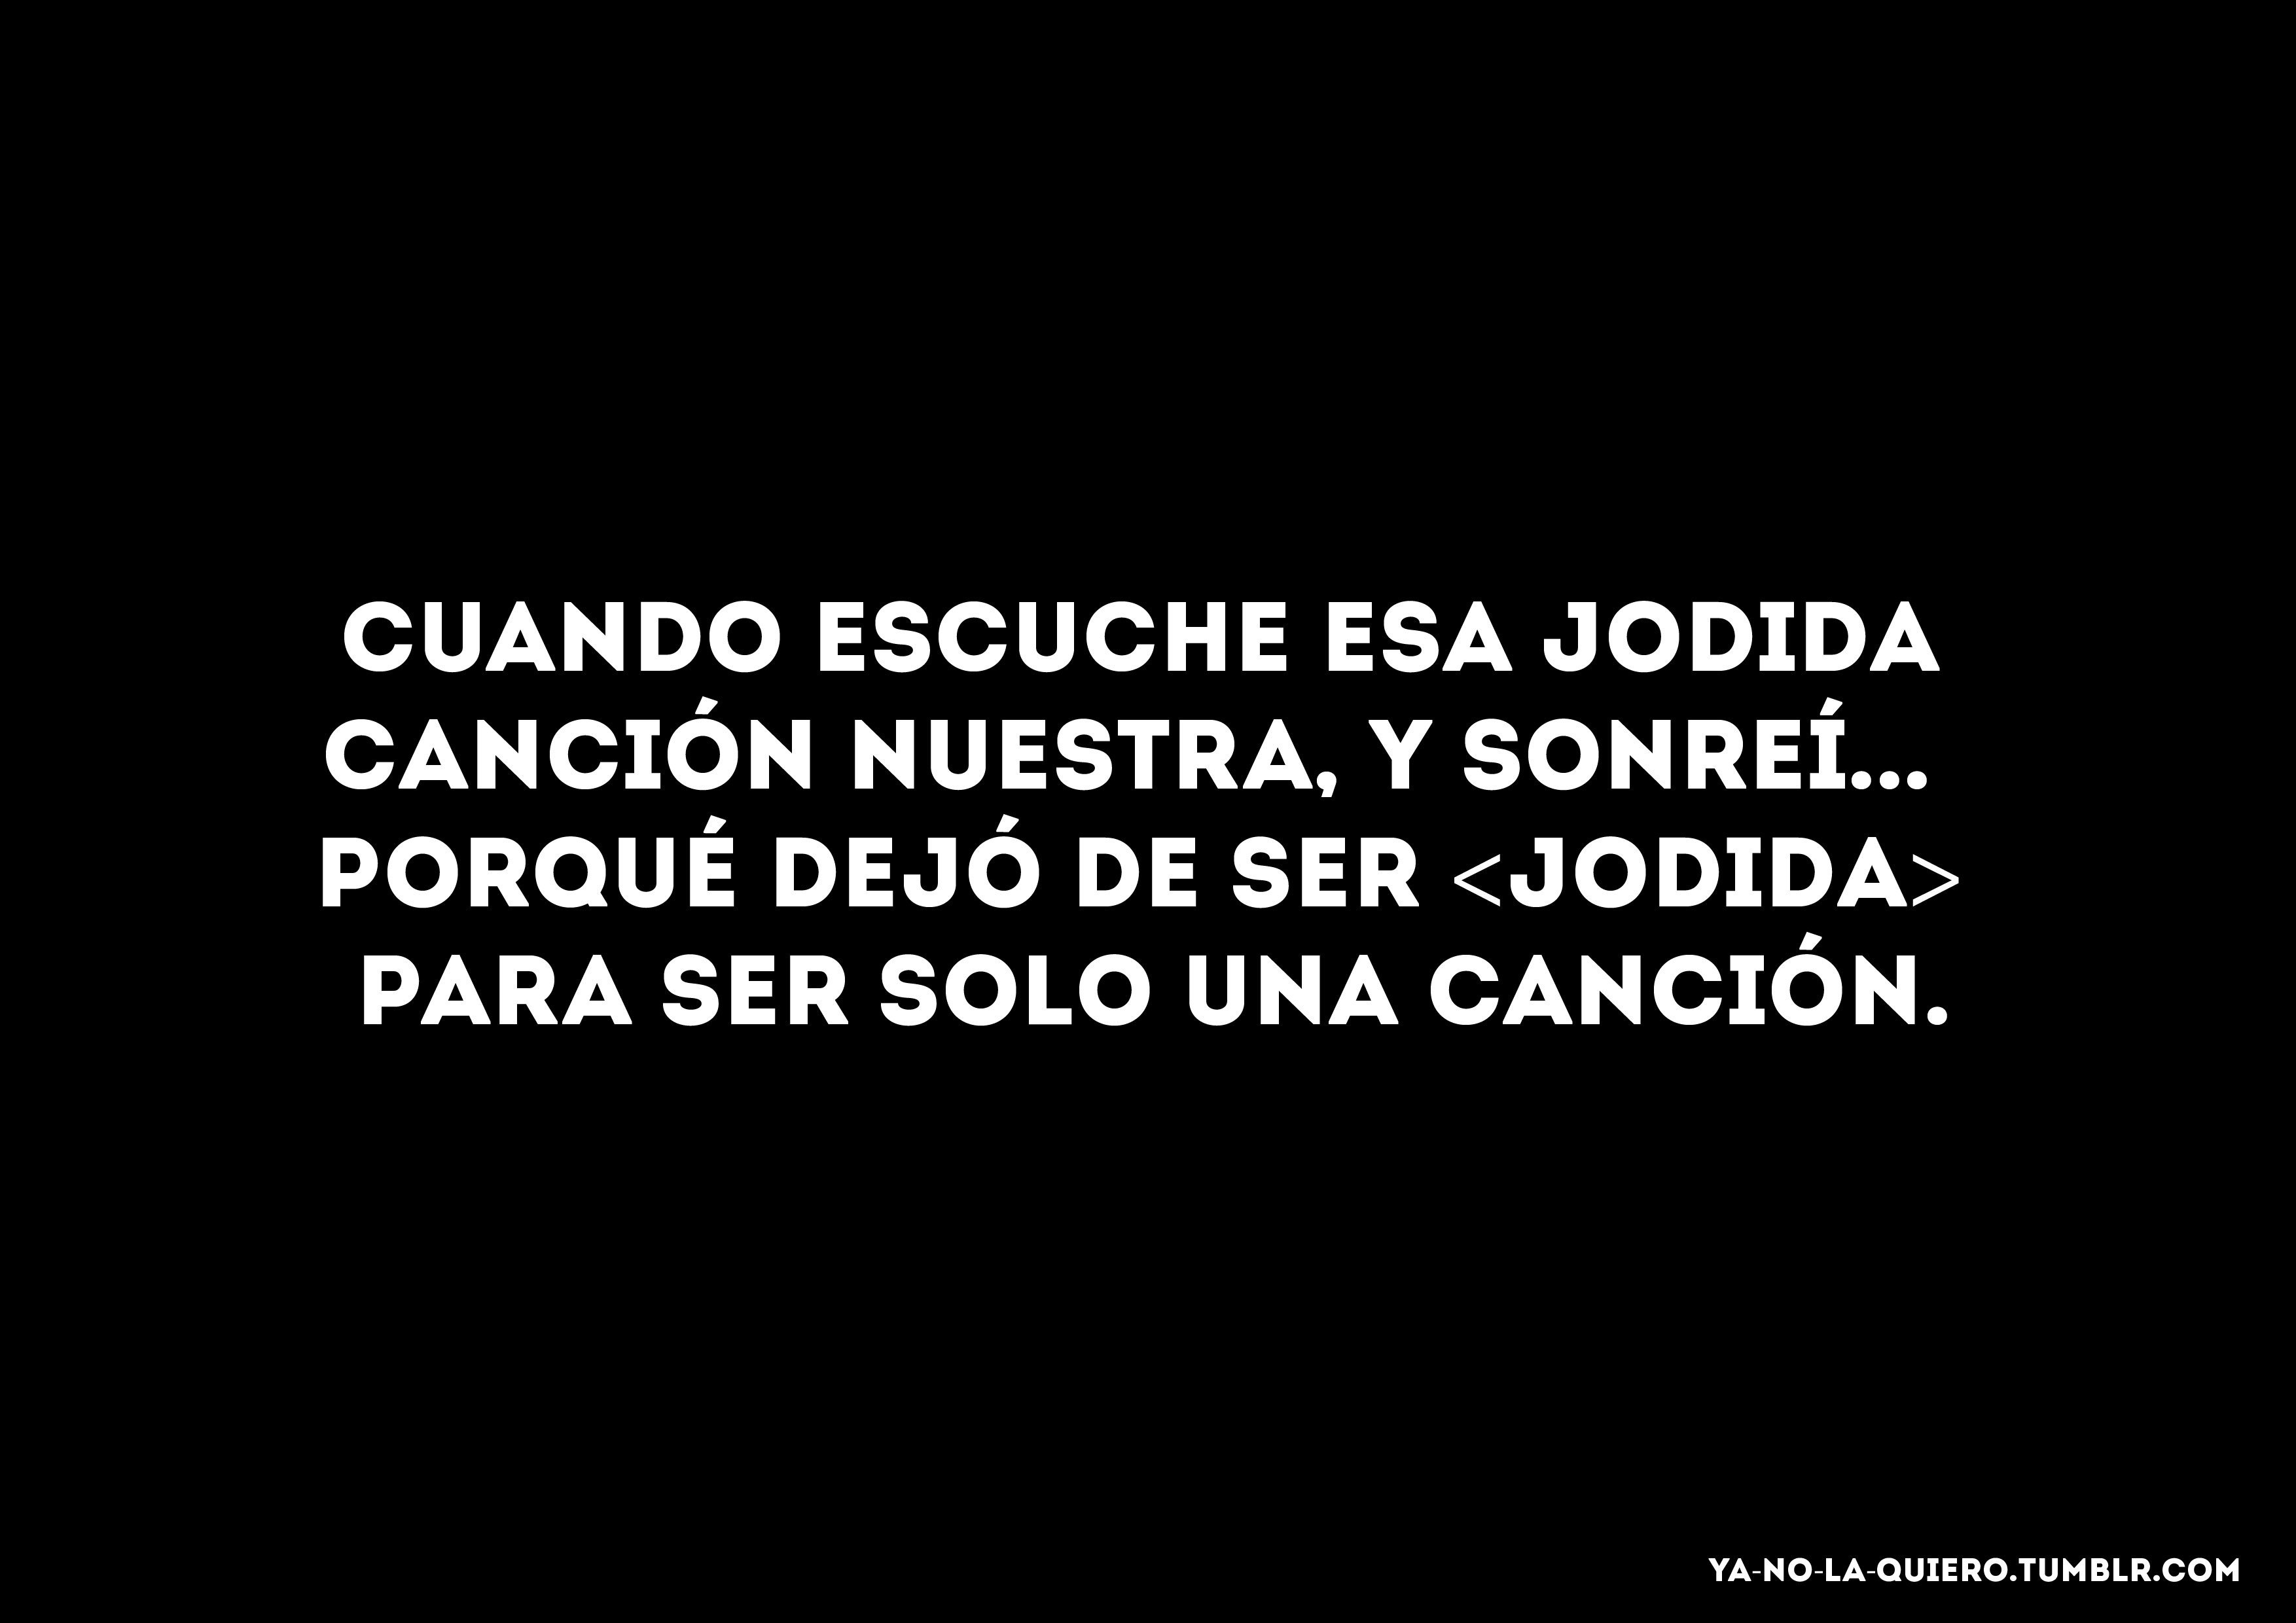 CUANDO ESCUCHE ESA JODIDA
CANCIÓN NUESTRA, Y SONREÍ...
PORQUÉ DEJÓ DE SER <JODIDA>
PARA SER SOLO UNA CANCIÓN.
YA-NO-LA-QUIERO.TUMBLR.COM